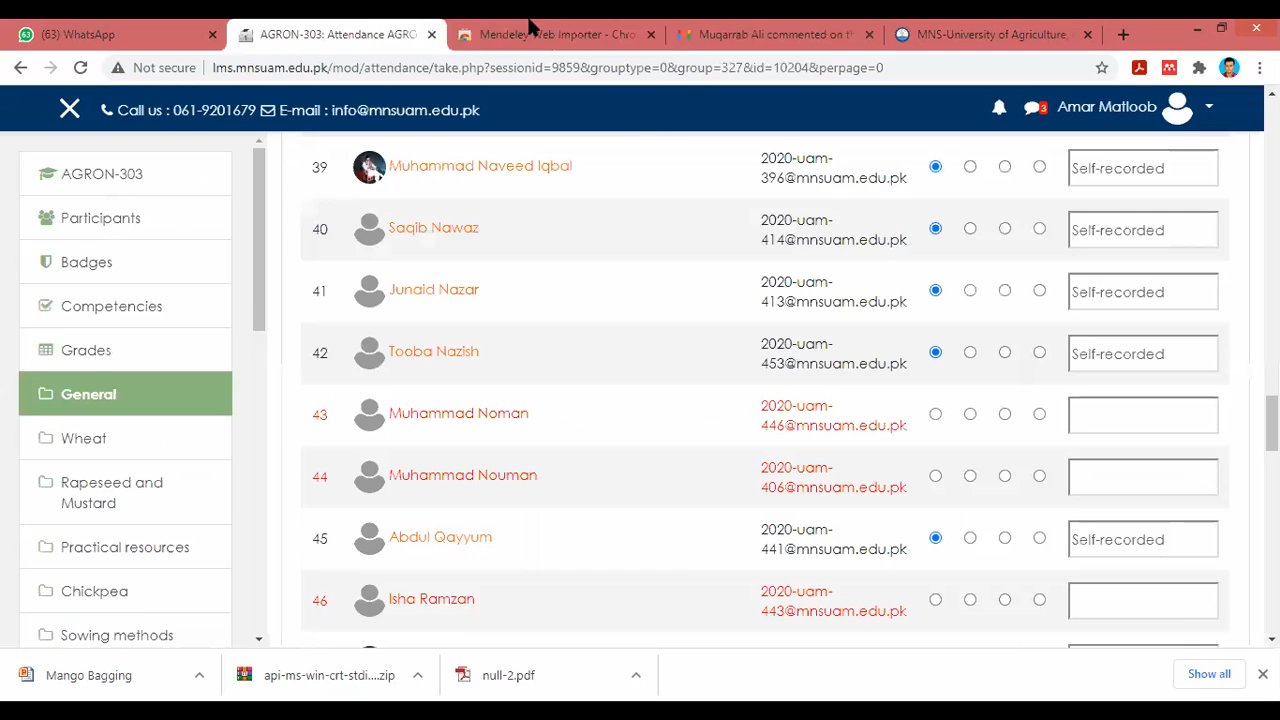 (63) WhatsApp
AGRON-303: Attendance AGRO
Mendeley Web Importer - Chro
Muqarrab Ali commented on th
MNS-University of Agriculture,
Not secure
lms.mnsuam.edu.pk/mod/attendance/take.php?sessionid=9859&grouptype=0&group=327&id=10204&perpage=0
Call us : 061-9201679 E-mail : info@mnsuam.edu.pk
3
Amar Matloob
AGRON-303
Participants
Badges
Competencies
Grades
General
Wheat
Rapeseed and
Mustard
Practical resources
Chickpea
Sowing methods
39 Muhammad Naveed Iqbal 2020-uam-
396@mnsuam.edu.pk Self-recorded
40 Saqib Nawaz 2020-uam-
414@mnsuam.edu.pk Self-recorded
41 Junaid Nazar 2020-uam-
413@mnsuam.edu.pk Self-recorded
42 Tooba Nazish 2020-uam-
453@mnsuam.edu.pk Self-recorded
43 Muhammad Noman 2020-uam-
446@mnsuam.edu.pk
44 Muhammad Nouman 2020-uam-
406@mnsuam.edu.pk
45 Abdul Qayyum 2020-uam-
441@mnsuam.edu.pk Self-recorded
46 Isha Ramzan 2020-uam-
443@mnsuam.edu.pk
Mango Bagging
api-ms-win-crt-stdi....zip
null-2.pdf
Show all